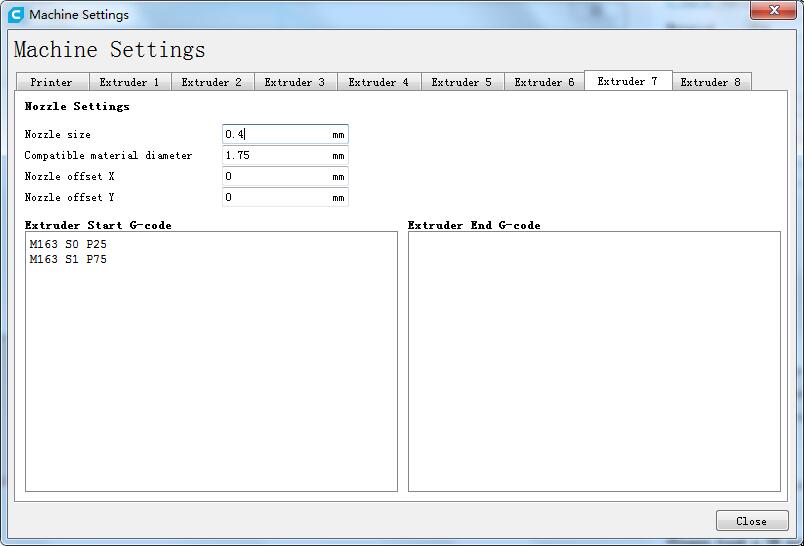 Machine Settings
Machine Settings
Printer Extruder 1 Extruder 2 Extruder 3 Extruder 4 Extruder 5 Extruder 6 Extruder 7 Extruder 8
Nozzle Settings
Nozzle size 0.4 mm
Compatible material diameter 1.75 mm
Nozzle offset X 0 mm
Nozzle offset Y 0 mm
Extruder Start G-code Extruder End G-code
M163 S0 P25
M163 S1 P75
Close